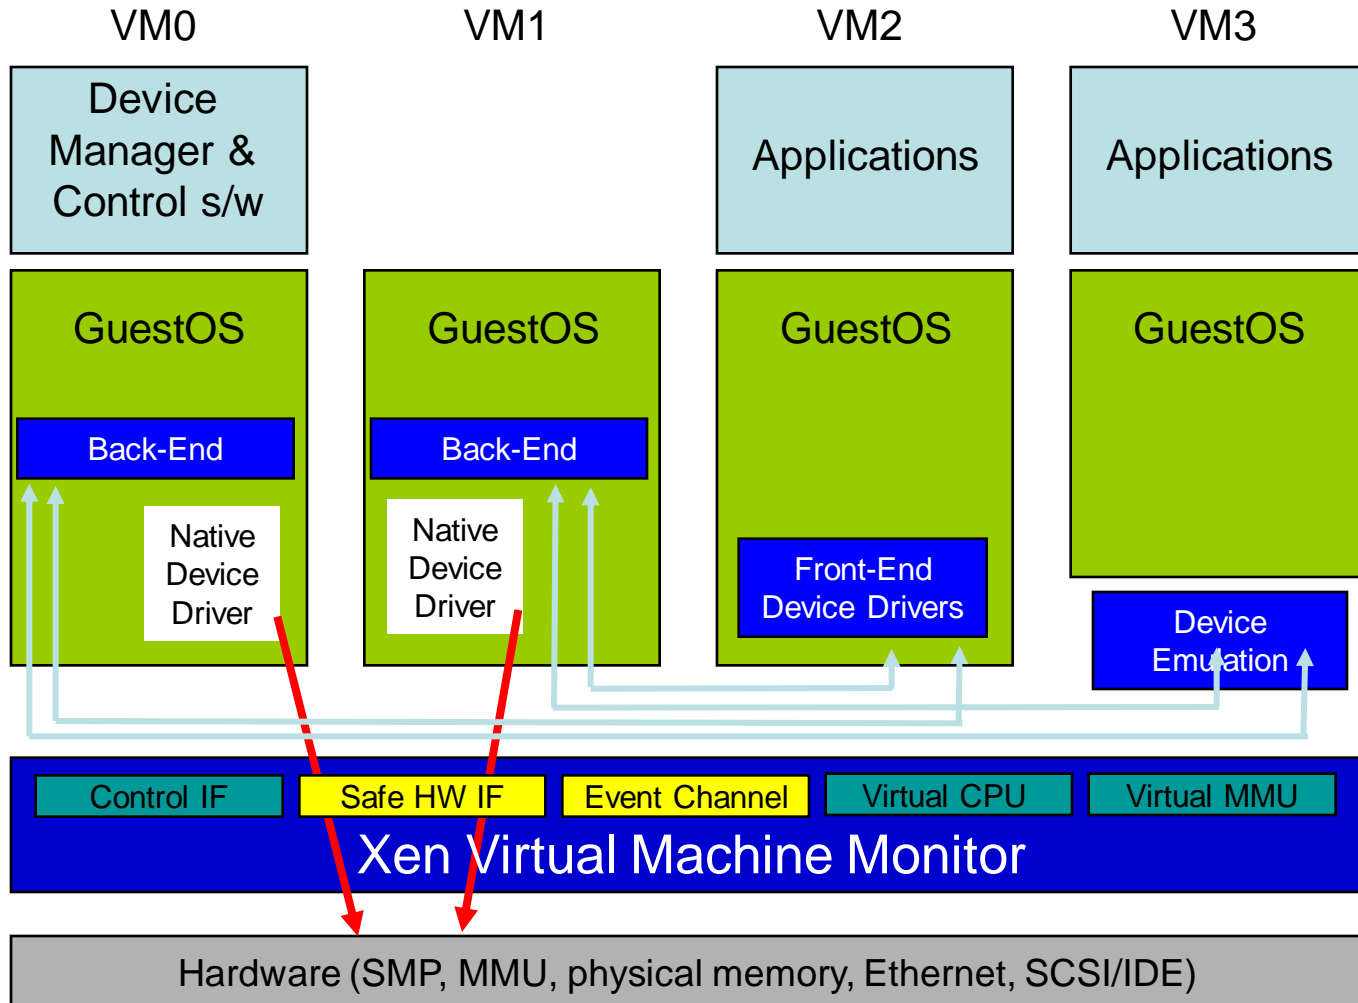 VM0
VM1
VM2
VM3
Device
Manager &
Control s/w
Applications
Applications
GuestOS
GuestOS
GuestOS
GuestOS
Back-End
Back-End
Native
Device
Driver
Native
Device
Driver
Front-End
Device Drivers
Device
Emulation
Control IF
Safe HW IF
Event Channel
Virtual CPU
Virtual MMU
Xen Virtual Machine Monitor
Hardware (SMP, MMU, physical memory, Ethernet, SCSI/IDE)